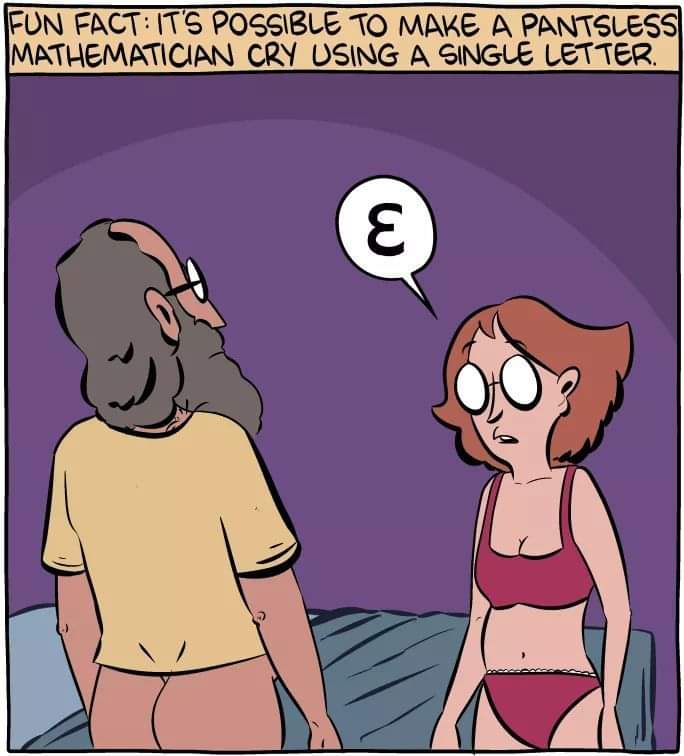 FUN FACT: IT'S POSSIBLE TO MAKE A PANTSLESS
MATHEMATICIAN CRY USING A SINGLE LETTER.
ε